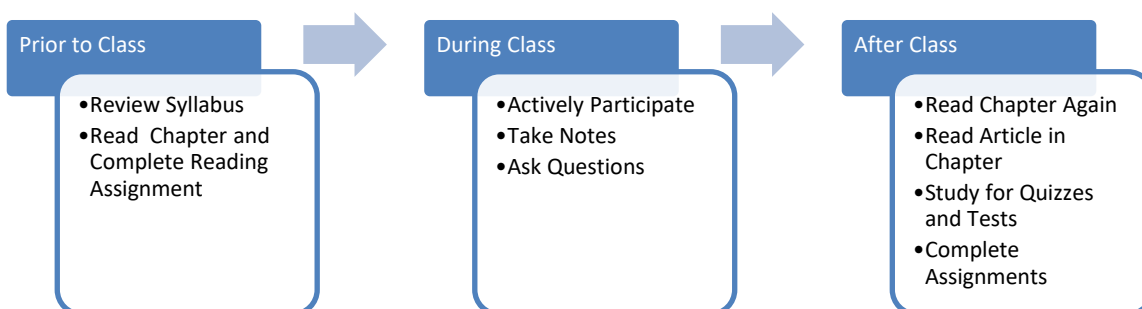 Prior to Class
•Review Syllabus
•Read Chapter and
Complete Reading
Assignment
During Class
•Actively Participate
•Take Notes
•Ask Questions
After Class
•Read Chapter Again
•Read Article in
Chapter
•Study for Quizzes
and Tests
•Complete
Assignments